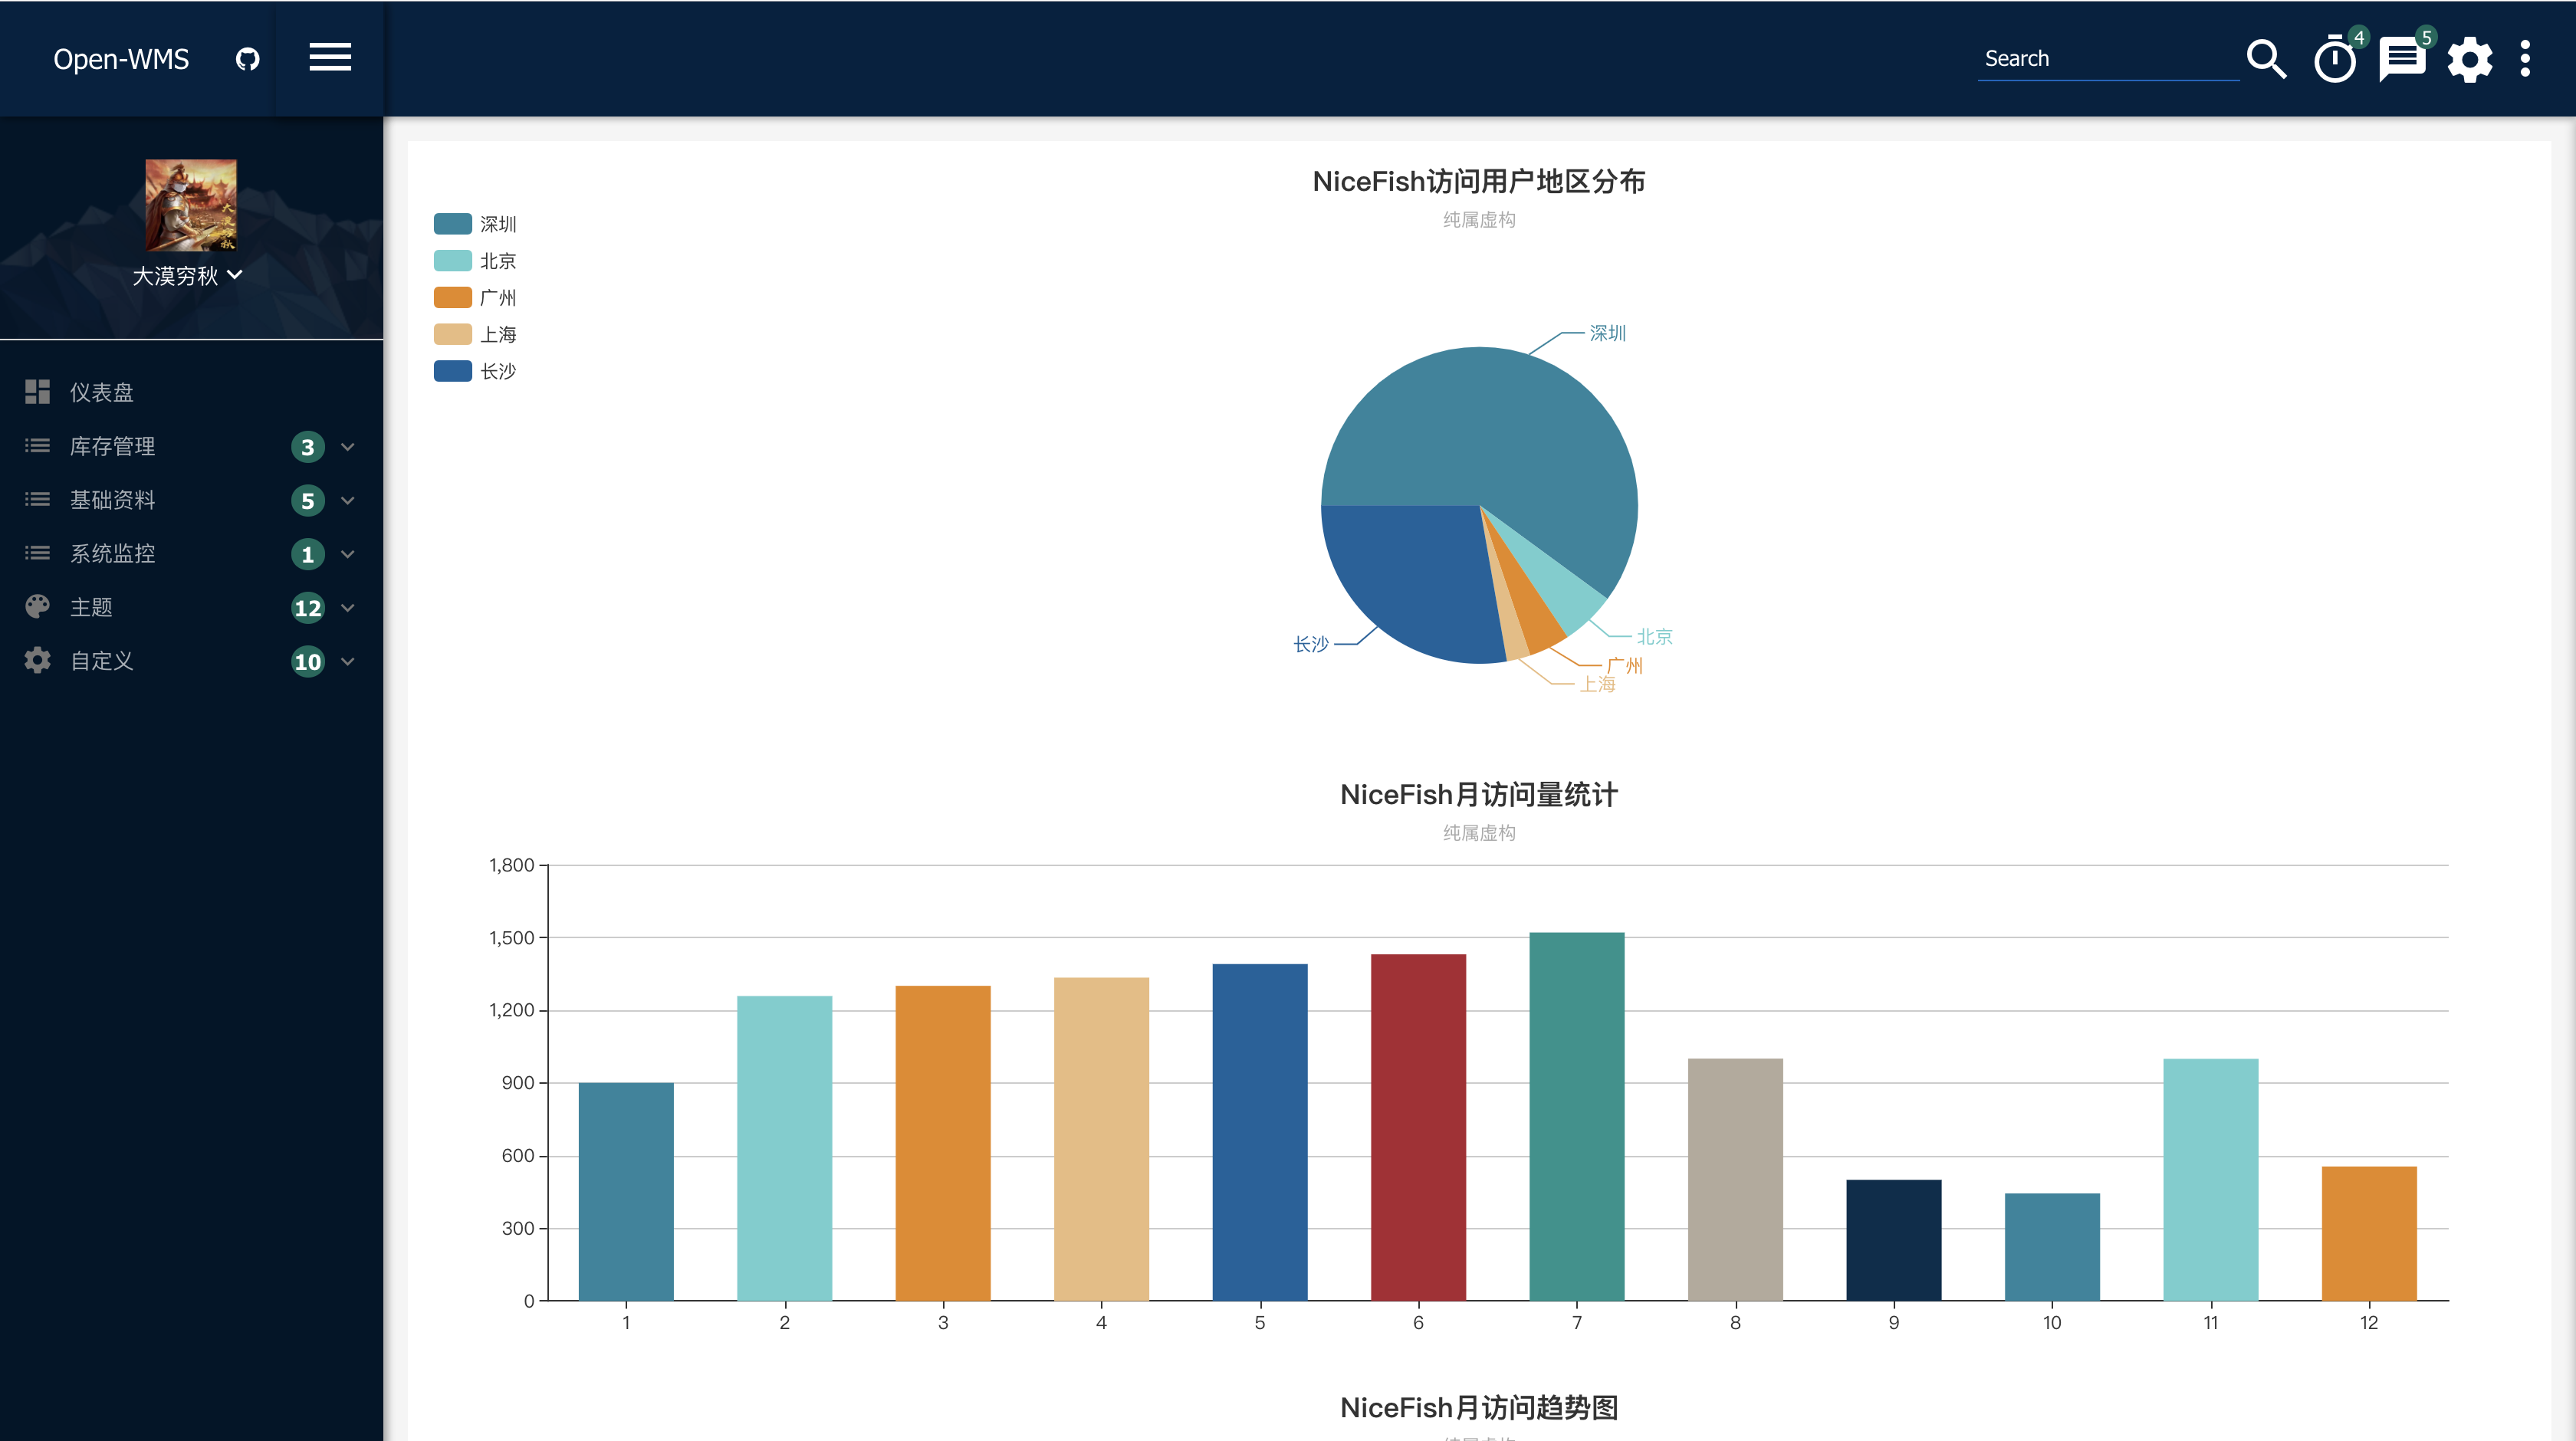 Open-WMS
Search
4
5
大漠穷秋
大漠穷秋
仪表盘
库存管理 3
基础资料 5
系统监控 1
主题 12
自定义 10
NiceFish访问用户地区分布
纯属虚构
深圳
北京
广州
上海
长沙
深圳
北京
广州
上海
长沙
NiceFish月访问量统计
纯属虚构
1,800
1,500
1,200
900
600
300
0
1 2 3 4 5 6 7 8 9 10 11 12
NiceFish月访问趋势图